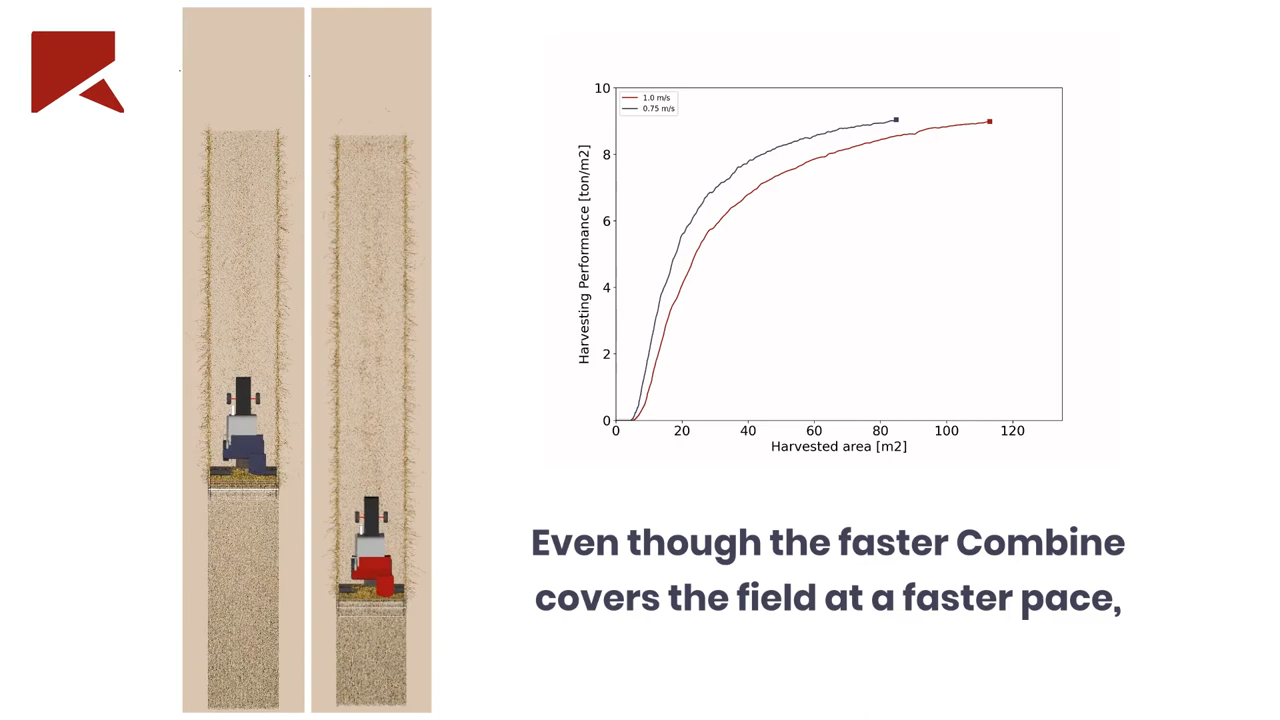 10
8
6
4
2
0
Harvesting Performance [ton/m2]
1.0 m/s
0.75 m/s
0 20 40 60 80 100 120
Harvested area [m2]
Even though the faster Combine
covers the field at a faster pace,